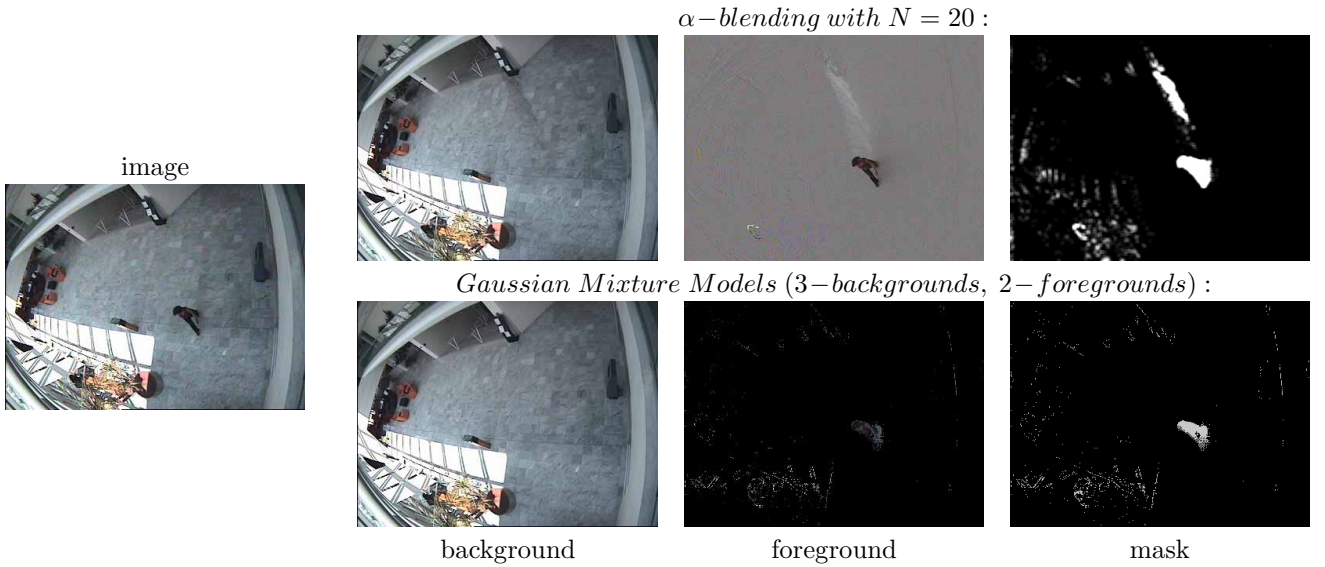 α−blending with N = 20 :
image
Gaussian Mixture Models (3−backgrounds, 2−foregrounds) :
background foreground mask